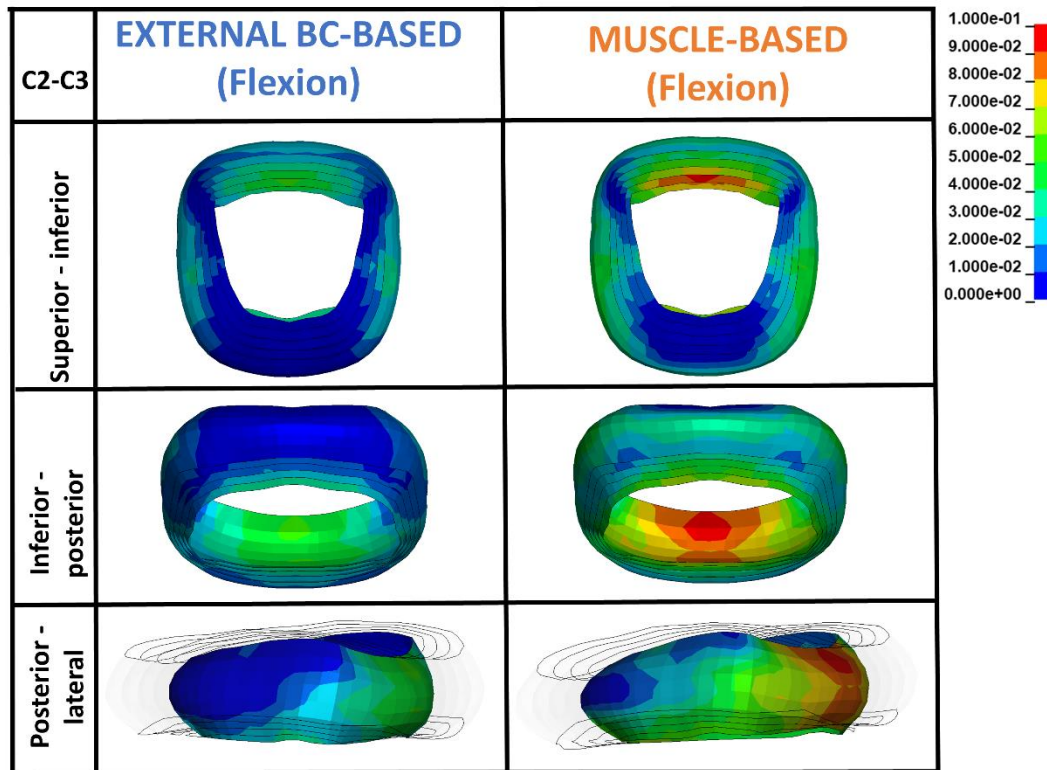 C2-C3
EXTERNAL BC-BASED
(Flexion)
MUSCLE-BASED
(Flexion)
1.000e-01
9.000e-02
8.000e-02
7.000e-02
6.000e-02
5.000e-02
4.000e-02
3.000e-02
2.000e-02
1.000e-02
0.000e+00
Superior - inferior
Inferior -
posterior
Posterior -
lateral